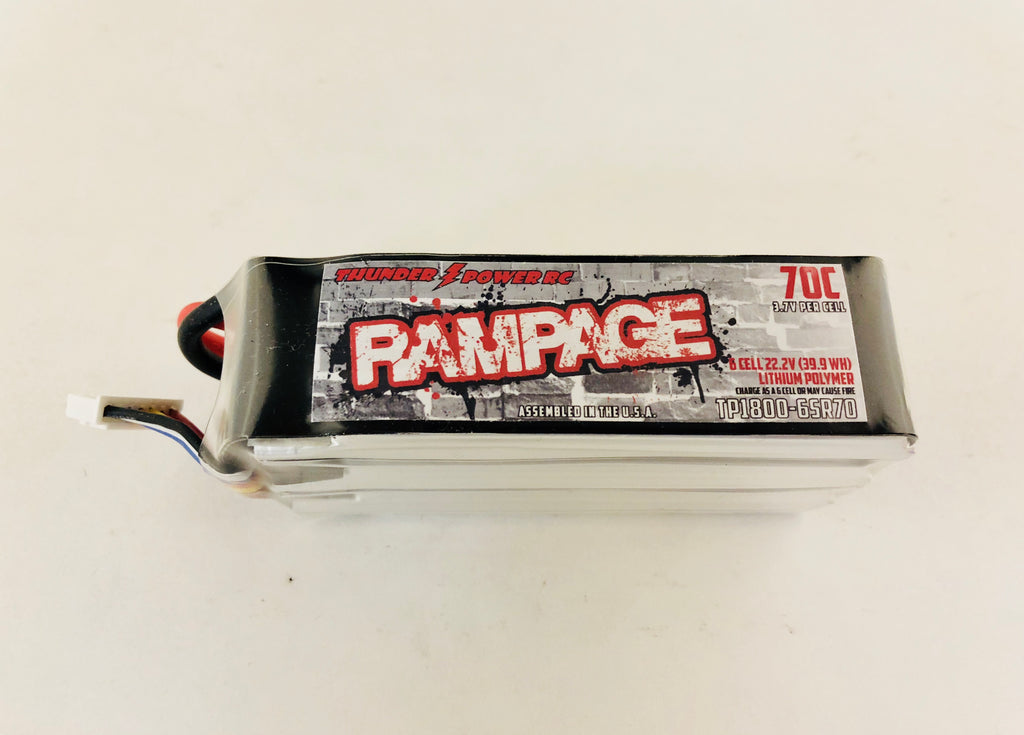 THUNDER POWER RC
70C
3.7V PER CELL
RAMPAGE
6 CELL 22.2V (39.9 WH)
LITHIUM POLYMER
CHARGE AS A 6 CELL OR MAY CAUSE FIRE
ASSEMBLED IN THE U.S.A.
TP1800-6SR70